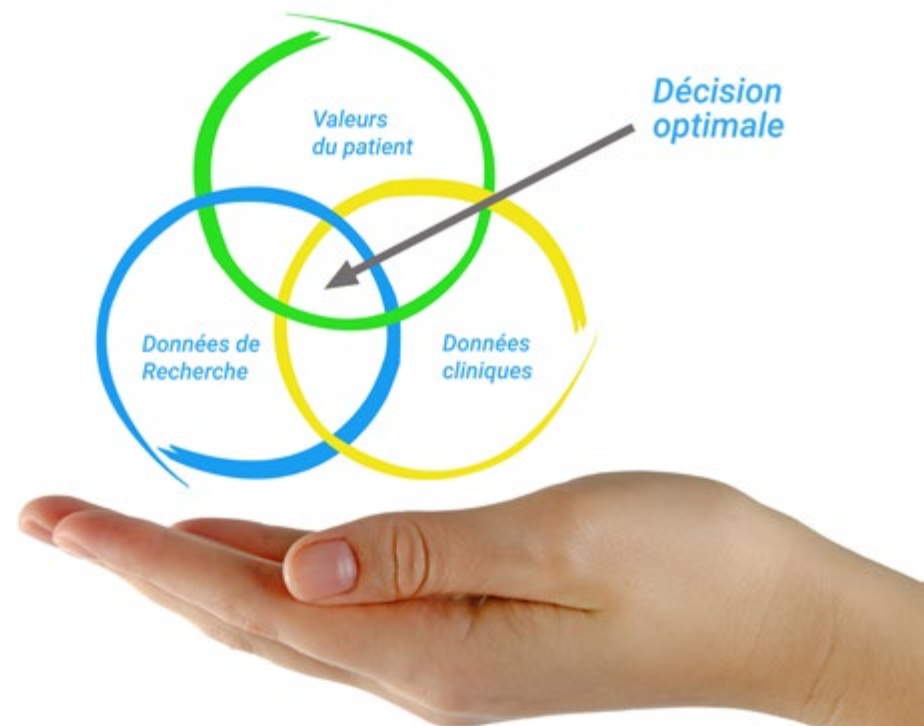 Valeurs
du patient
Décision
optimale
Données de
Recherche
Données
cliniques